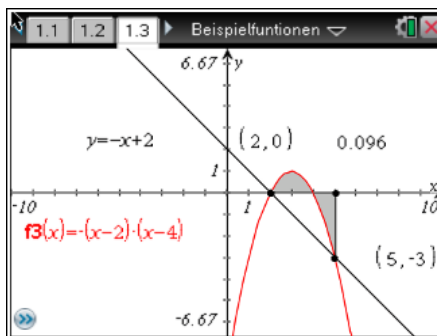 1.1 1.2 1.3 Beispielfuntionen
6.67 y
y=-x+2 (2,0) 0.096
1
x
-10 1 10
f3(x)=-(x-2)·(x-4)
(5,-3)
-6.67